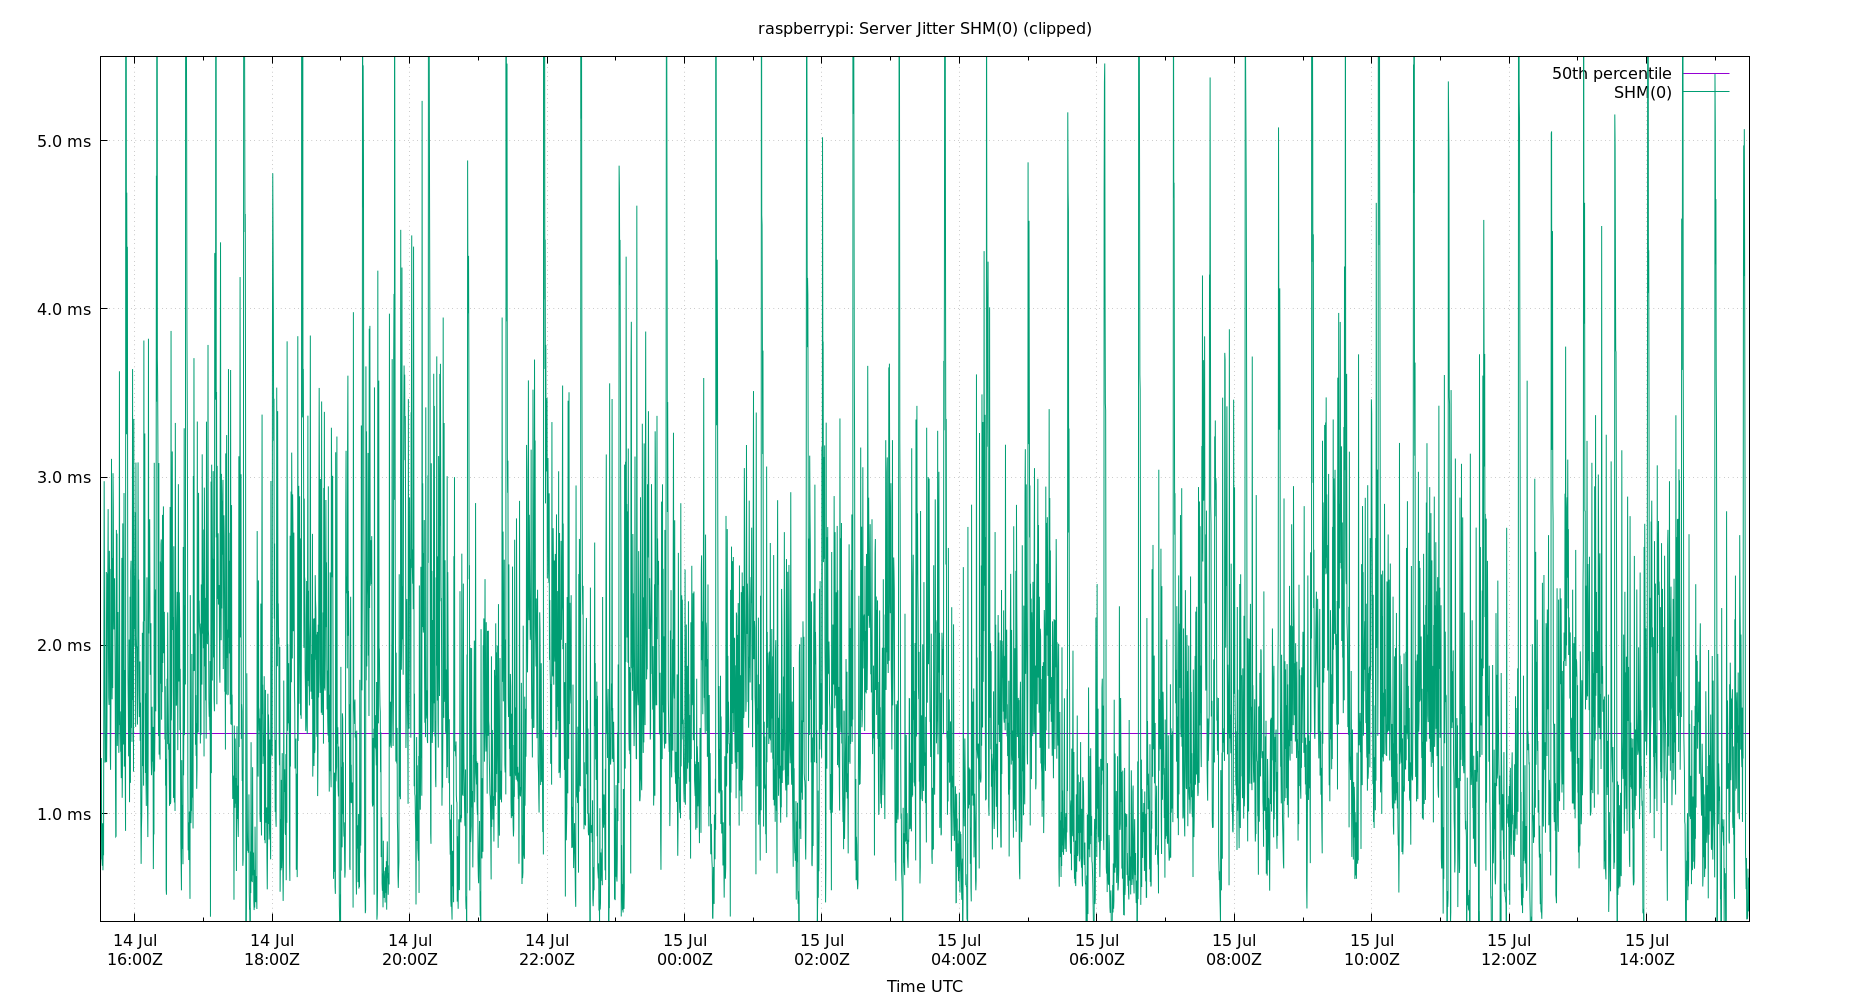 raspberrypi: Server Jitter SHM(0) (clipped)
50th percentile
SHM(0)
5.0 ms
4.0 ms
3.0 ms
2.0 ms
1.0 ms
14 Jul 14 Jul 14 Jul 14 Jul 15 Jul 15 Jul 15 Jul 15 Jul 15 Jul 15 Jul 15 Jul 15 Jul
16:00Z 18:00Z 20:00Z 22:00Z 00:00Z 02:00Z 04:00Z 06:00Z 08:00Z 10:00Z 12:00Z 14:00Z
Time UTC